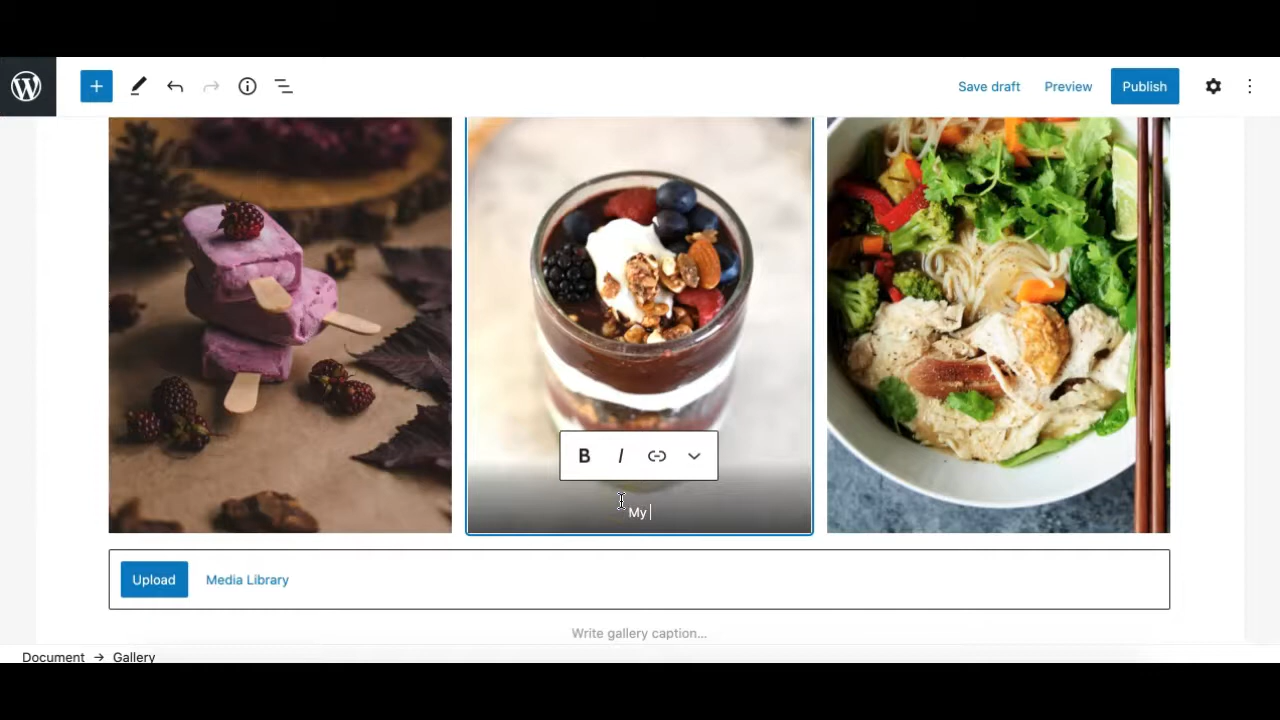 Save draft Preview Publish
B I
My
Upload Media Library
Write gallery caption...
Document → Gallery